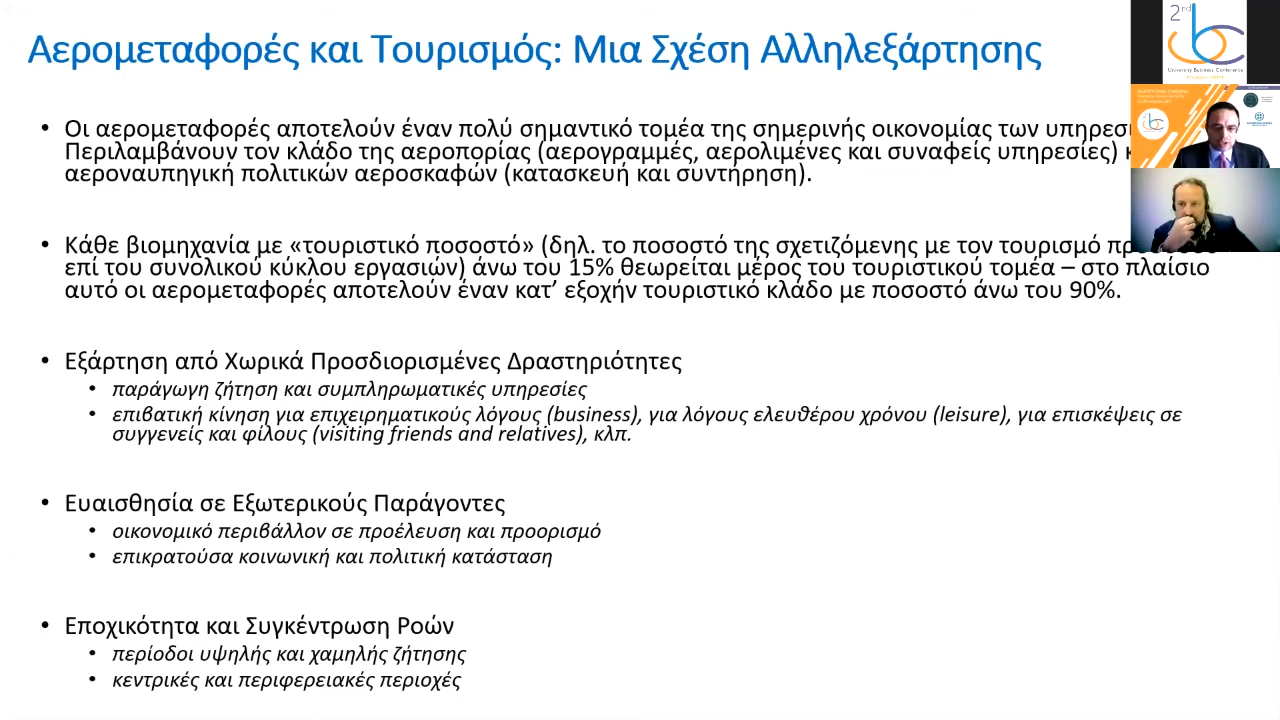 Αερομεταφορές και Τουρισμός: Μια Σχέση Αλληλεξάρτησης
2nd
University Business Conference
• Οι αερομεταφορές αποτελούν έναν πολύ σημαντικό τομέα της σημερινής οικονομίας των
Περιλαμβάνουν τον κλάδο της αεροπορίας (αερογραμμές, αερολιμένες και συναφείς υπηρεσίες)
αεροναυπηγική πολιτικών αεροσκαφών (κατασκευή και συντήρηση).
• Κάθε βιομηχανία με «τουριστικό ποσοστό» (δηλ. το ποσοστό της σχετιζόμενης με τον τουρισμό
επί του συνολικού κύκλου εργασιών) άνω του 15% θεωρείται μέρος του τουριστικού τομέα – στο πλαίσιο
αυτό οι αερομεταφορές αποτελούν έναν κατ’ εξοχήν τουριστικό κλάδο με ποσοστό άνω του 90%.
• Εξάρτηση από Χωρικά Προσδιορισμένες Δραστηριότητες
• παράγωγη ζήτηση και συμπληρωματικές υπηρεσίες
• επιβατική κίνηση για επιχειρηματικούς λόγους (business), για λόγους ελευθέρου χρόνου (leisure), για επισκέψεις σε
συγγενείς και φίλους (visiting friends and relatives), κλπ.
• Ευαισθησία σε Εξωτερικούς Παράγοντες
• οικονομικό περιβάλλον σε προέλευση και προορισμό
• επικρατούσα κοινωνική και πολιτική κατάσταση
• Εποχικότητα και Συγκέντρωση Ροών
• περίοδοι υψηλής και χαμηλής ζήτησης
• κεντρικές και περιφερειακές περιοχές